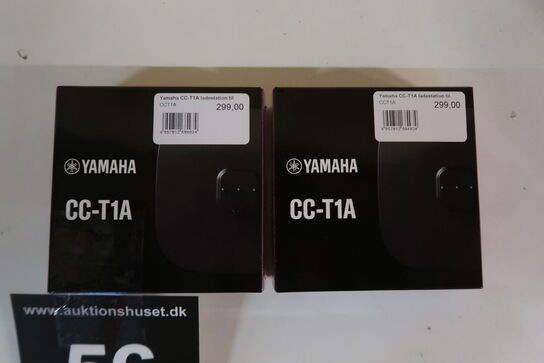 Yamaha CC-T1A ladestation til
CCT1A
299,00
YAMAHA
CC-T1A
Yamaha CC-T1A ladestation til
CCT1A
299,00
YAMAHA
CC-T1A
www.auktionshuset.dk
56